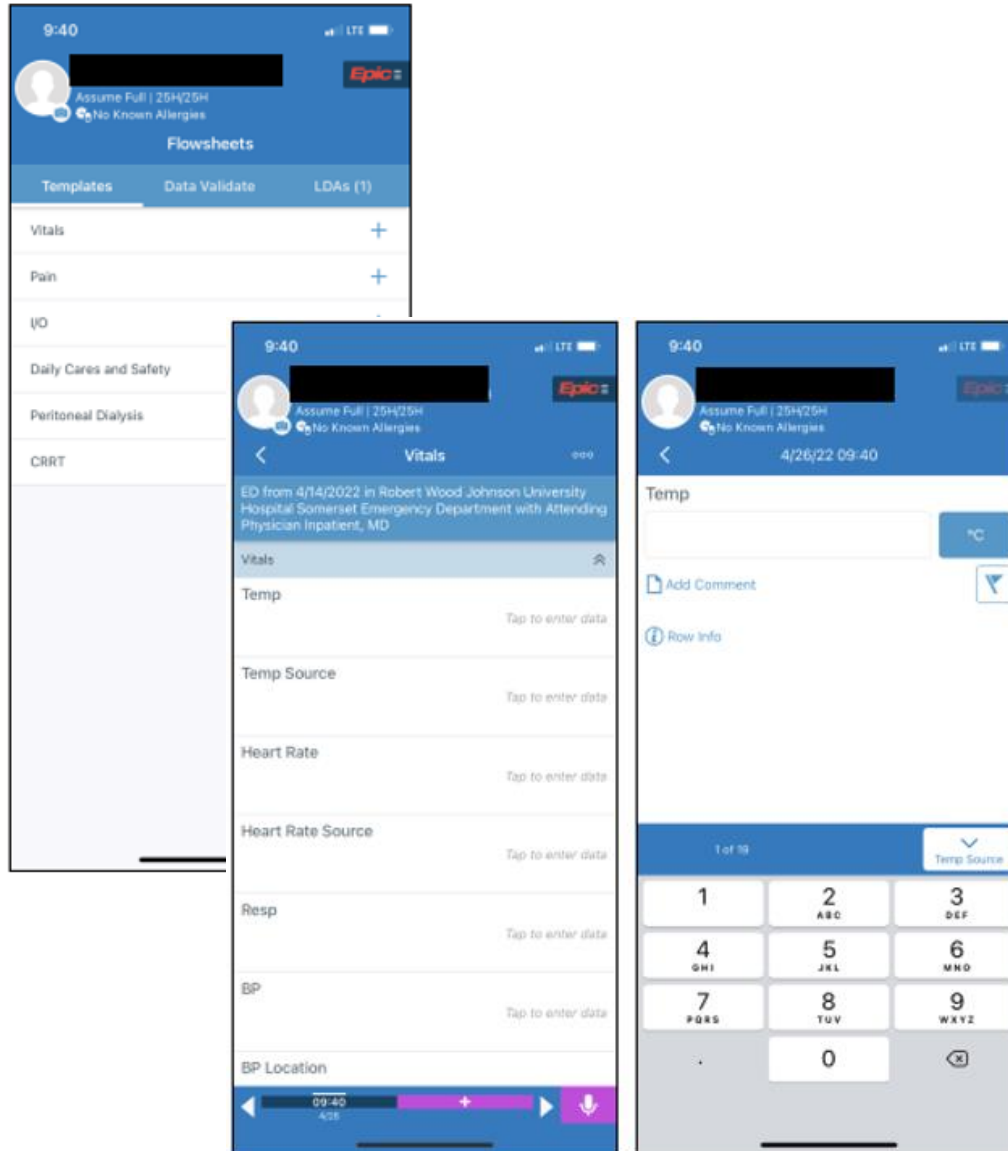 9:40
LTE
Epic
Assume Full | 25H/25H
No Known Allergies
Flowsheets
Templates Data Validate LDAs (1)
Vitals +
Pain +
I/O
Daily Cares and Safety
Peritoneal Dialysis
CRRT
9:40
LTE
Epic
Assume Full | 25H/25H
No Known Allergies
Vitals
ED from 4/14/2022 in Robert Wood Johnson University
Hospital Somerset Emergency Department with Attending
Physician Inpatient, MD
Vitals
Temp
Tap to enter data
Temp Source
Tap to enter data
Heart Rate
Tap to enter data
Heart Rate Source
Tap to enter data
Resp
Tap to enter data
BP
Tap to enter data
BP Location
09:40 +
4/26
9:40
LTE
Epic
Assume Full | 25H/25H
No Known Allergies
4/26/22 09:40
Temp
°C
Add Comment
Row Info
1 of 19
Temp Source
1 2 3
ABC DEF
4 5 6
GHI JKL MNO
7 8 9
PQRS TUV WXYZ
. 0